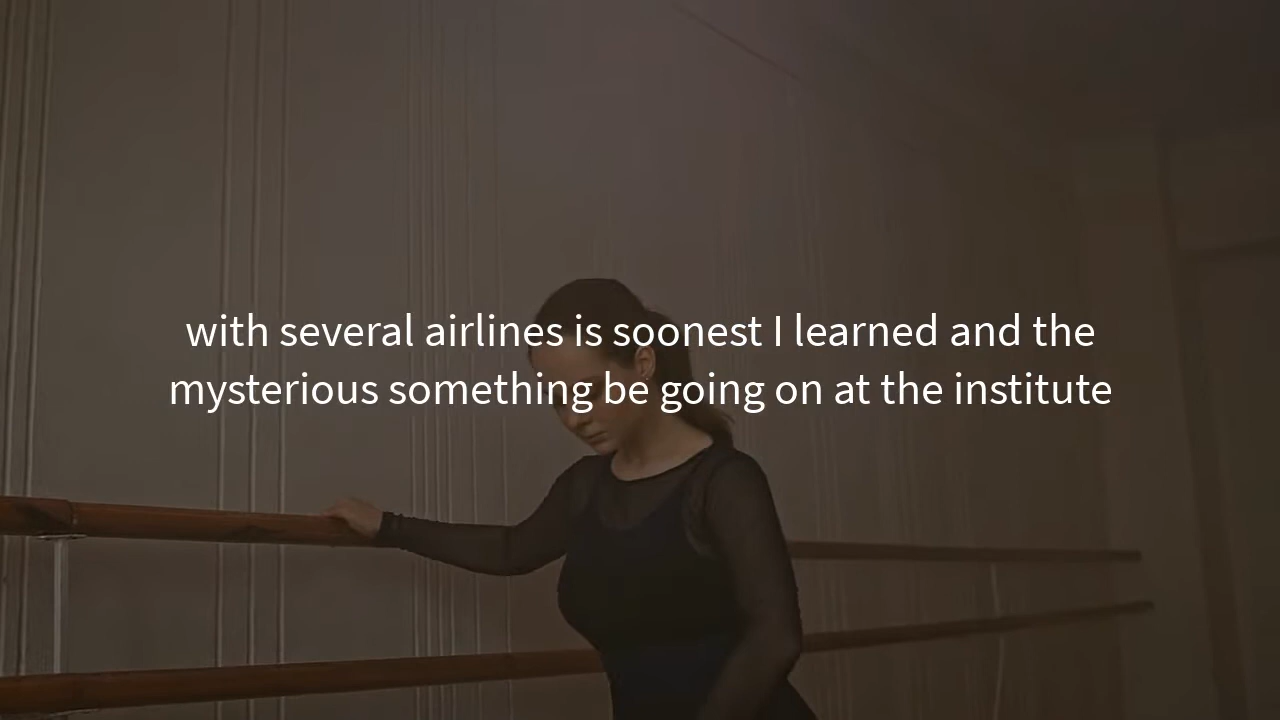 with several airlines is soonest I learned and the
mysterious something be going on at the institute